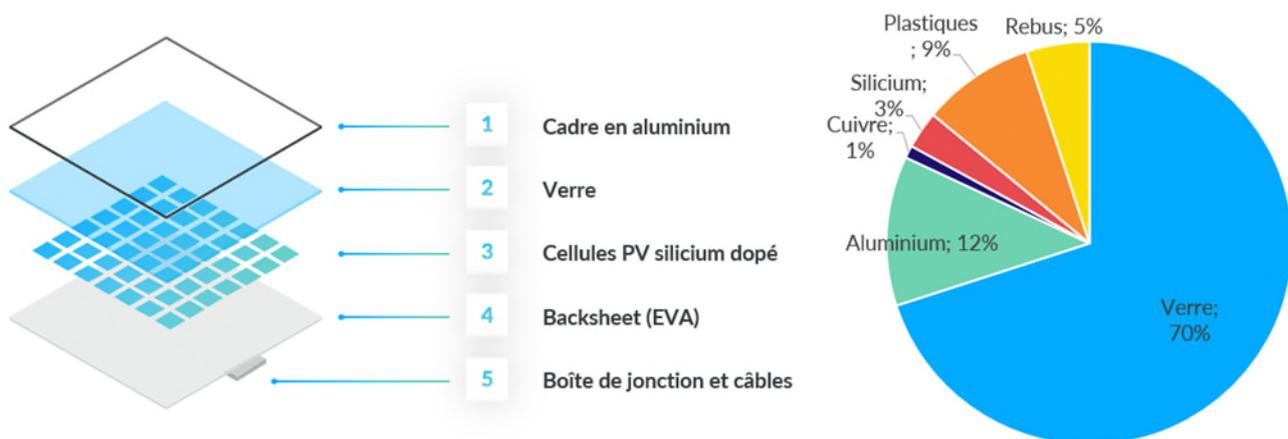 1 Cadre en aluminium
2 Verre
3 Cellules PV silicium dopé
4 Backsheet (EVA)
5 Boîte de jonction et câbles
Plastiques
; 9%
Rebus; 5%
Silicium;
3%
Cuivre;
1%
Aluminium; 12%
Verre;
70%